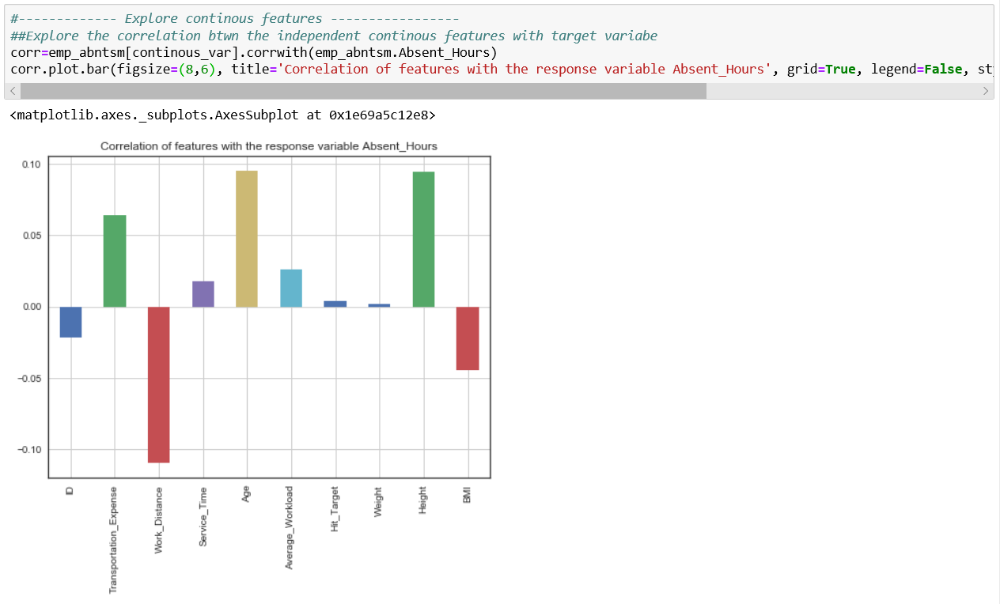 #------------- Explore continous features -----------------
##Explore the correlation btwn the independent continous features with target variabe
corr=emp_abntsm[continous_var].corrwith(emp_abntsm.Absent_Hours)
corr.plot.bar(figsize=(8,6), title='Correlation of features with the response variable Absent_Hours', grid=True, legend=False, st
<matplotlib.axes._subplots.AxesSubplot at 0x1e69a5c12e8>
Correlation of features with the response variable Absent_Hours
0.10
0.05
0.00
−0.05
−0.10
ID
Transportation_Expense
Work_Distance
Service_Time
Age
Average_Workload
Hit_Target
Weight
Height
BMI